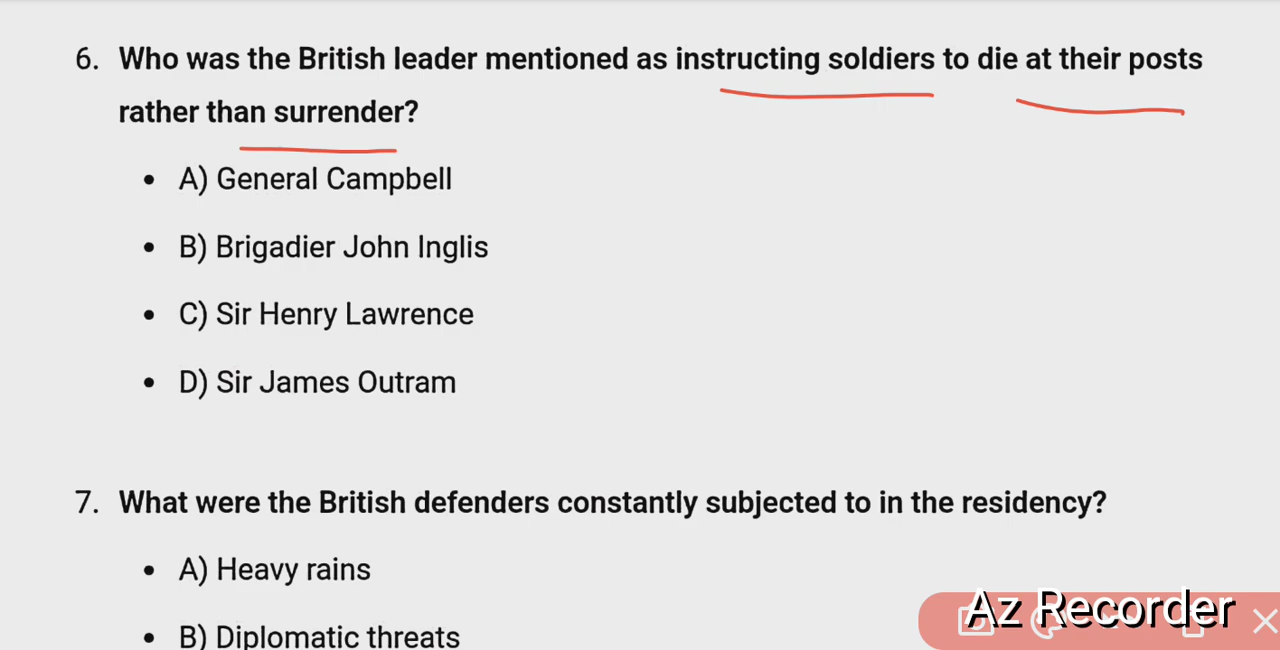 6. Who was the British leader mentioned as instructing soldiers to die at their posts
rather than surrender?
• A) General Campbell
• B) Brigadier John Inglis
• C) Sir Henry Lawrence
• D) Sir James Outram
7. What were the British defenders constantly subjected to in the residency?
• A) Heavy rains
• B) Diplomatic threats
Az Recorder